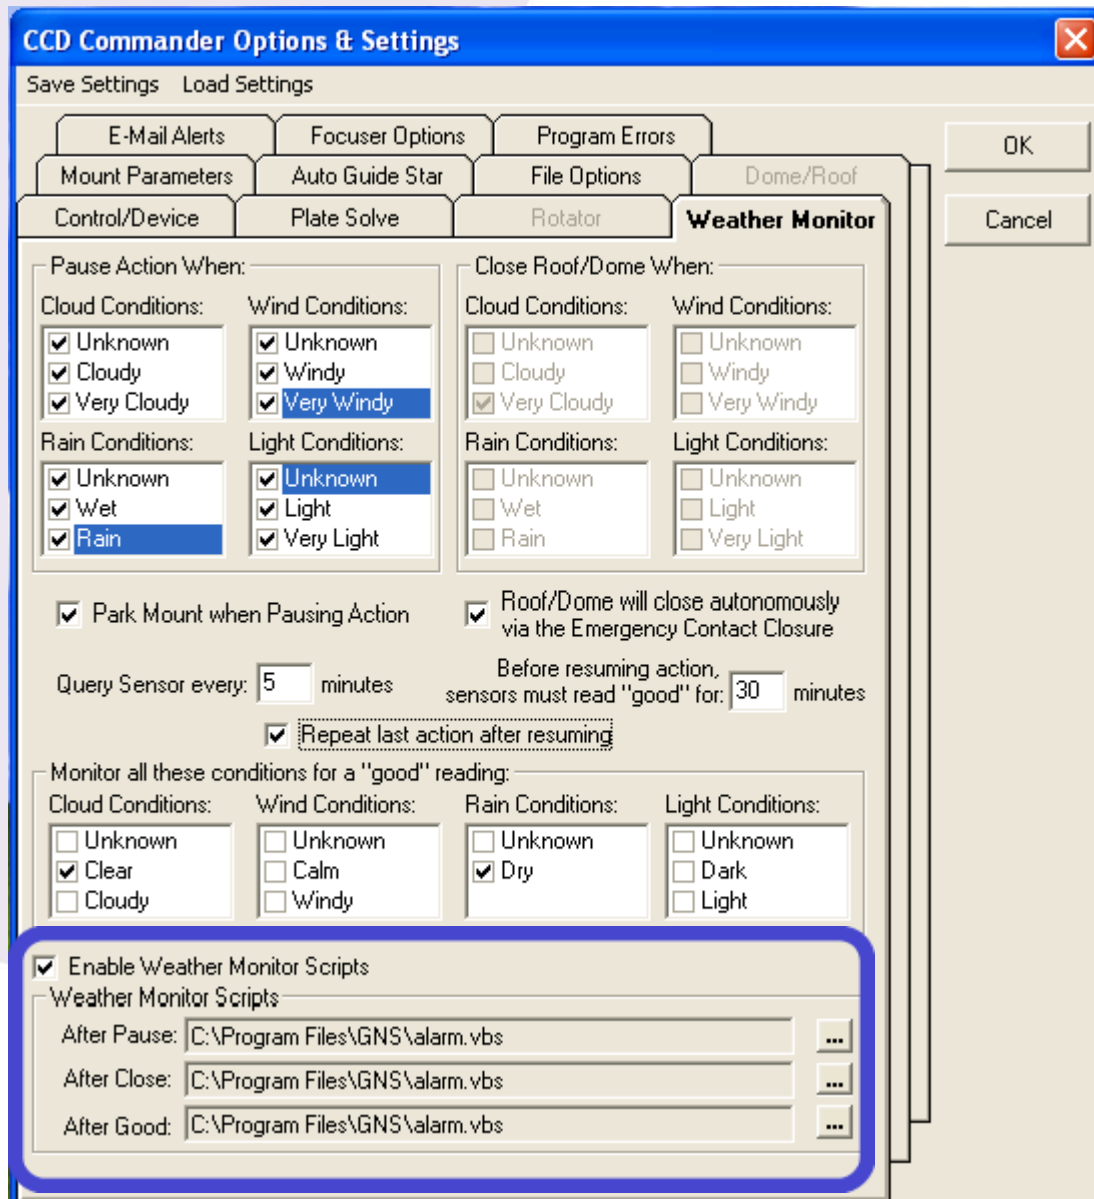 CCD Commander Options & Settings
Save Settings Load Settings
E-Mail Alerts Focuser Options Program Errors
OK
Mount Parameters Auto Guide Star File Options Dome/Roof
Control/Device Plate Solve Rotator Weather Monitor
Cancel
Pause Action When: Close Roof/Dome When:
Cloud Conditions: Wind Conditions: Cloud Conditions: Wind Conditions:
Unknown Unknown Unknown Unknown
Cloudy Windy Cloudy Windy
Very Cloudy Very Windy Very Cloudy Very Windy
Rain Conditions: Light Conditions: Rain Conditions: Light Conditions:
Unknown Unknown Unknown Unknown
Wet Light Wet Light
Rain Very Light Rain Very Light
Park Mount when Pausing Action
Roof/Dome will close autonomously
via the Emergency Contact Closure
Query Sensor every: 5 minutes
Before resuming action,
sensors must read "good" for: 30 minutes
Repeat last action after resuming
Monitor all these conditions for a "good" reading:
Cloud Conditions: Wind Conditions: Rain Conditions: Light Conditions:
Unknown Unknown Unknown Unknown
Clear Calm Dry Dark
Cloudy Windy Light
Enable Weather Monitor Scripts
Weather Monitor Scripts
After Pause: C:\Program Files\GNS\alarm.vbs ...
After Close: C:\Program Files\GNS\alarm.vbs ...
After Good: C:\Program Files\GNS\alarm.vbs ...